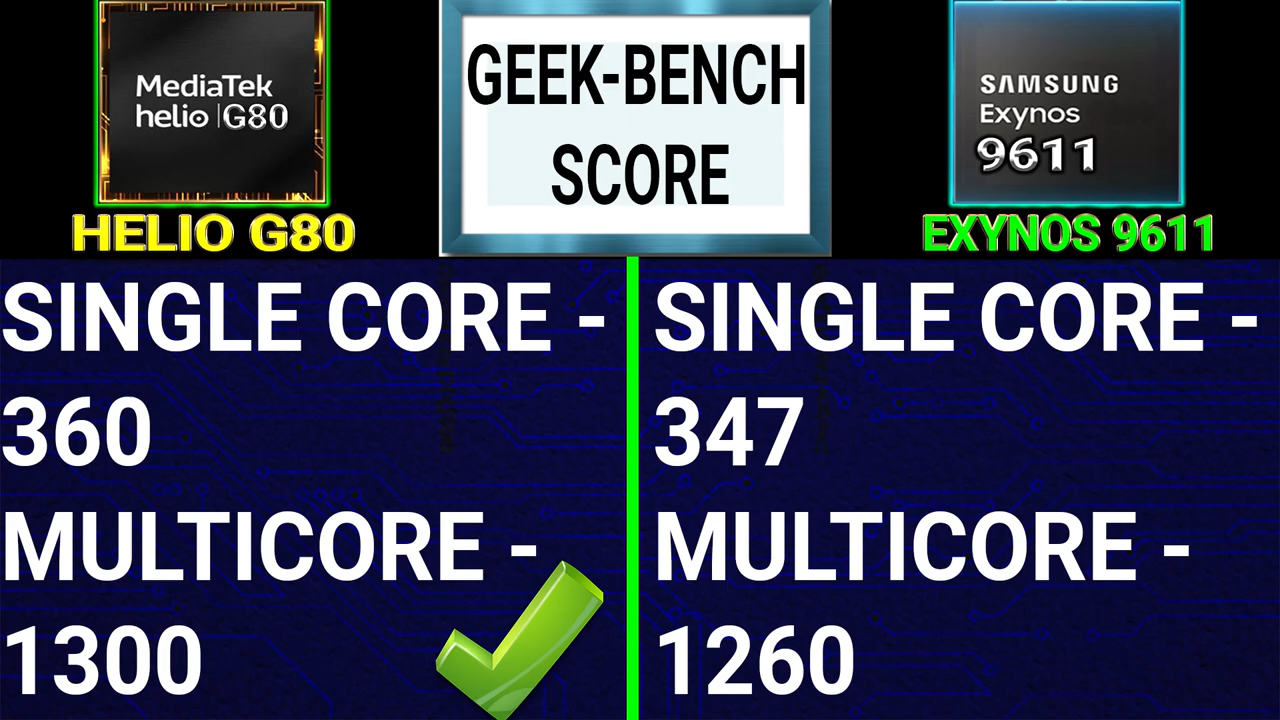 MediaTek
helio | G80
HELIO G80
GEEK-BENCH
SCORE
SAMSUNG
Exynos
9611
EXYNOS 9611
SINGLE CORE -
360
MULTICORE -
1300
SINGLE CORE -
347
MULTICORE -
1260